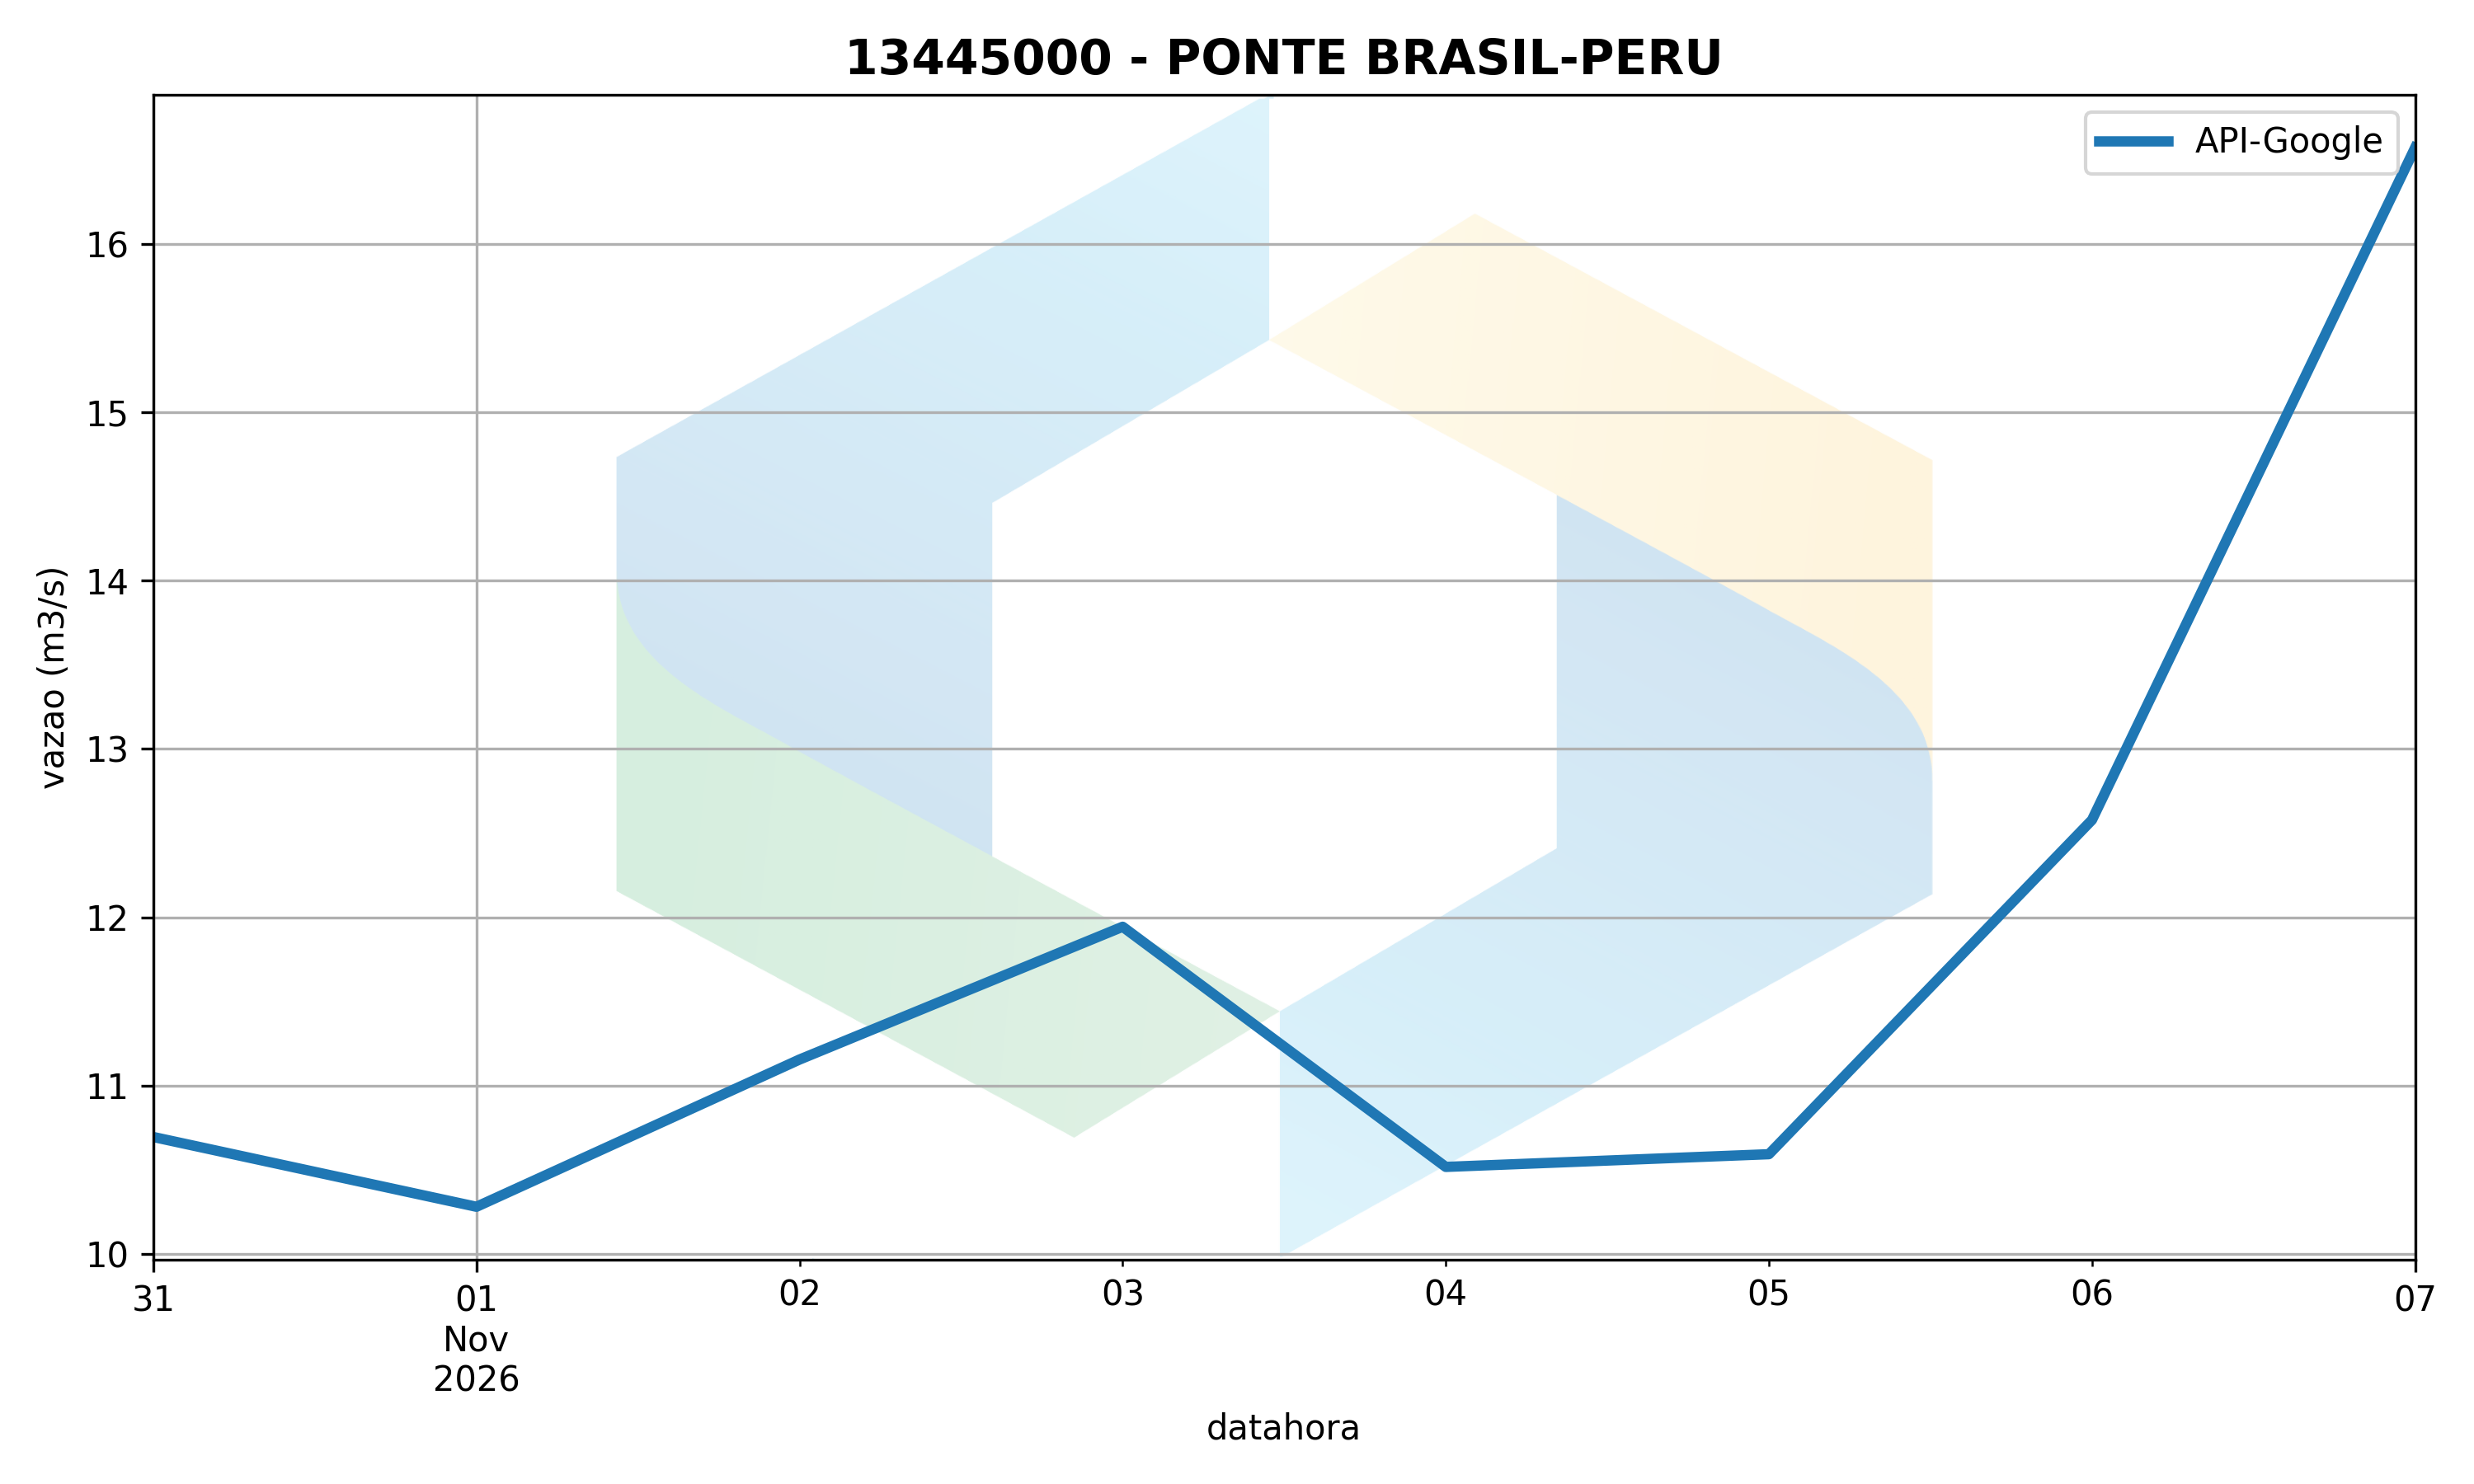 13445000 - PONTE BRASIL-PERU
API-Google
16
15
14
13
12
11
10
vazao (m3/s)
31 01 02 03 04 05 06 07
Nov
2026
datahora